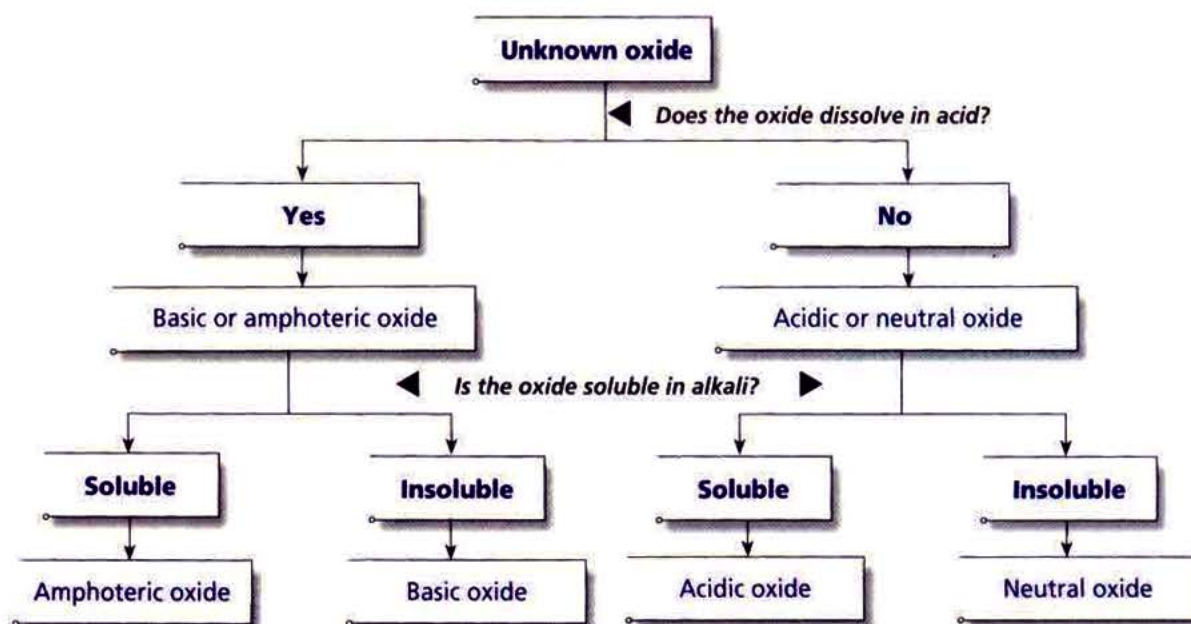 Unknown oxide
Does the oxide dissolve in acid?
Yes
No
Basic or amphoteric oxide
Acidic or neutral oxide
Is the oxide soluble in alkali?
Soluble
Insoluble
Soluble
Insoluble
Amphoteric oxide
Basic oxide
Acidic oxide
Neutral oxide